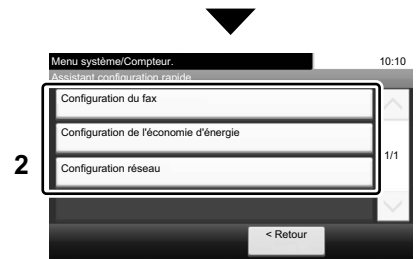 Menu système/Compteur.
10:10
Assistant configuration rapide
Configuration du fax
Configuration de l'économie d'énergie
1/1
2
Configuration réseau
< Retour